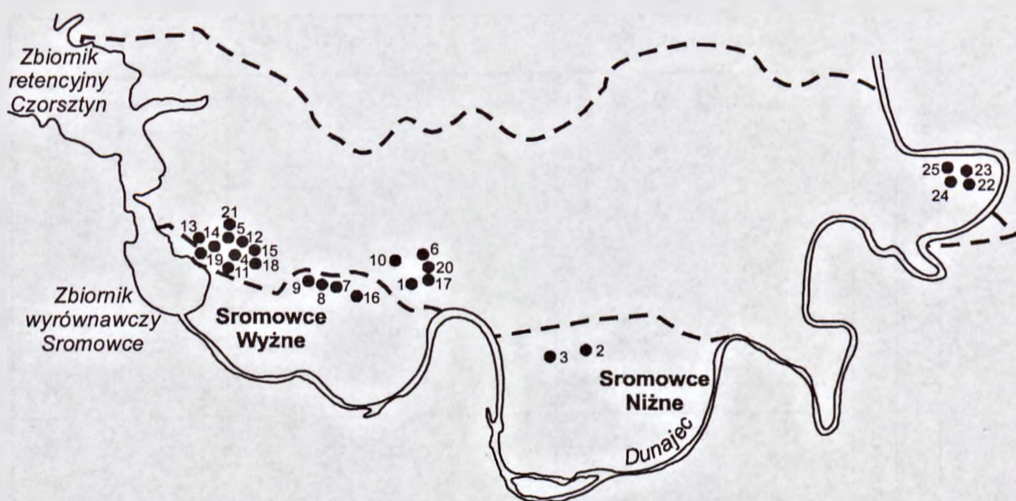 Zbiornik
retencyjny
Czorsztyn
25 23
24 22
21
13 14 5 12
15
19 4 18
11
6
10
20
1 17
9 8 7 16
Zbiornik
wyrównawczy
Sromowce
Sromowce
Wyżne
3 2
Sromowce
Niżne
Dunajec